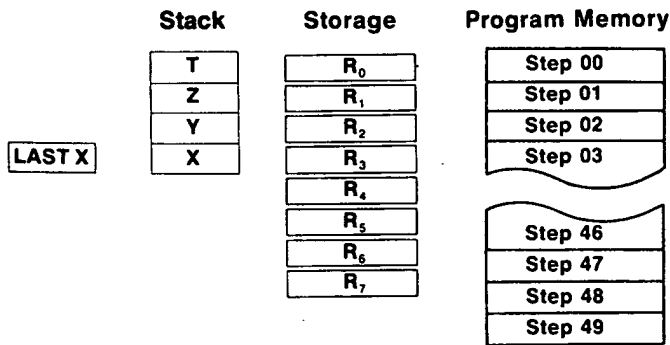 Stack
Storage
Program Memory
T
Z
Y
X
LAST X
R₀
R₁
R₂
R₃
R₄
R₅
R₆
R₇
Step 00
Step 01
Step 02
Step 03
Step 46
Step 47
Step 48
Step 49